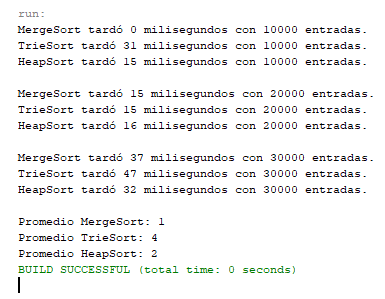 run:
MergeSort tardó 0 milisegundos con 10000 entradas.
TrieSort tardó 31 milisegundos con 10000 entradas.
HeapSort tardó 15 milisegundos con 10000 entradas.
MergeSort tardó 15 milisegundos con 20000 entradas.
TrieSort tardó 15 milisegundos con 20000 entradas.
HeapSort tardó 16 milisegundos con 20000 entradas.
MergeSort tardó 37 milisegundos con 30000 entradas.
TrieSort tardó 47 milisegundos con 30000 entradas.
HeapSort tardó 32 milisegundos con 30000 entradas.
Promedio MergeSort: 1
Promedio TrieSort: 4
Promedio HeapSort: 2
BUILD SUCCESSFUL (total time: 0 seconds)